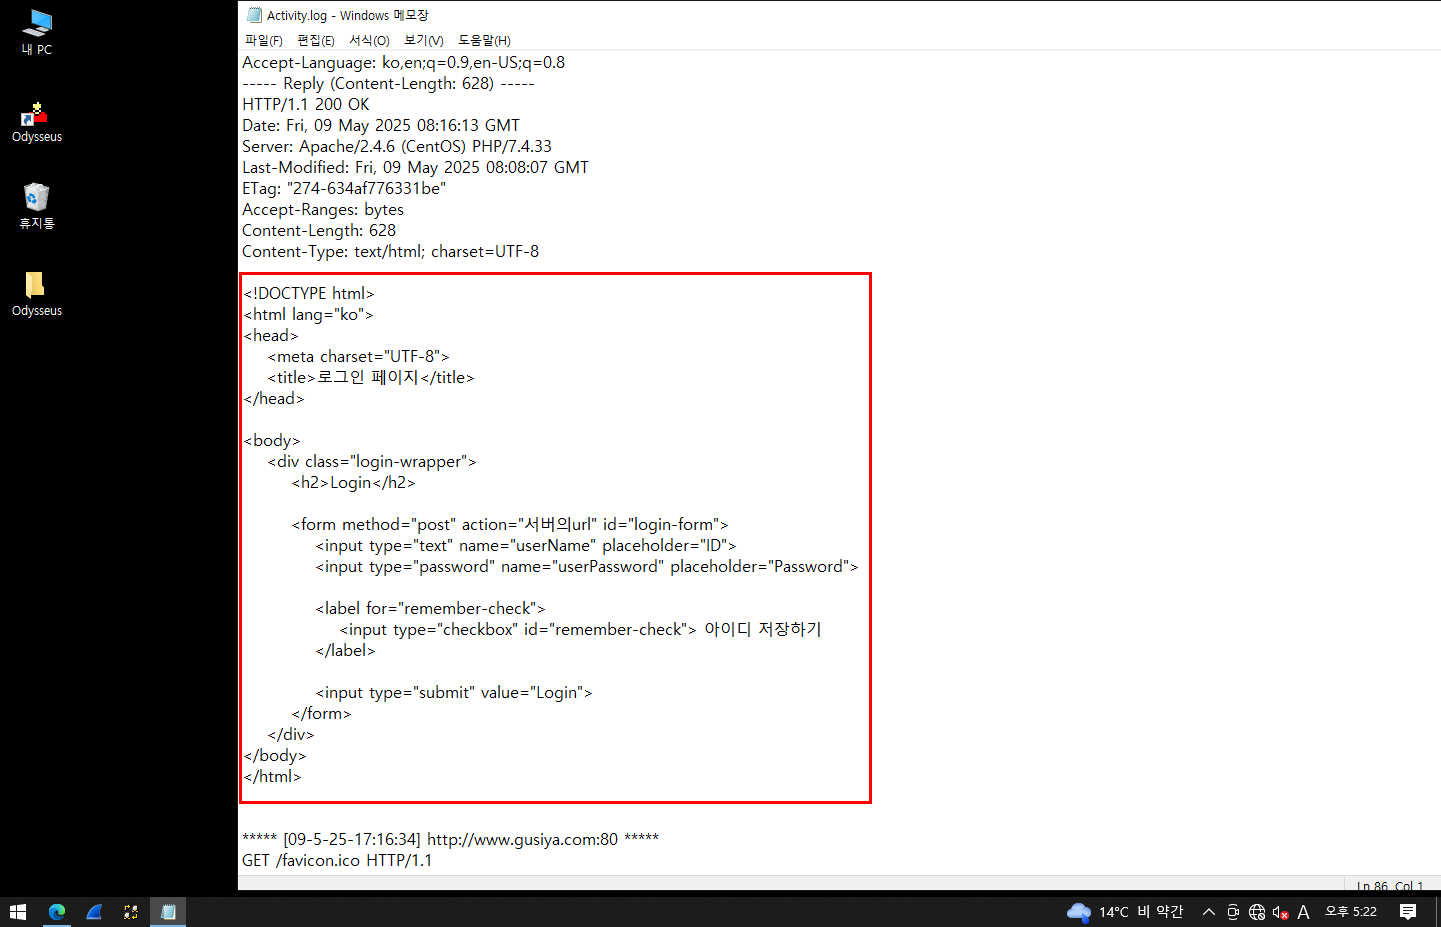 내 PC
Odysseus
휴지통
Odysseus
Activity.log - Windows 메모장
파일(F) 편집(E) 서식(O) 보기(V) 도움말(H)
Accept-Language: ko,en;q=0.9,en-US;q=0.8
----- Reply (Content-Length: 628) -----
HTTP/1.1 200 OK
Date: Fri, 09 May 2025 08:16:13 GMT
Server: Apache/2.4.6 (CentOS) PHP/7.4.33
Last-Modified: Fri, 09 May 2025 08:08:07 GMT
ETag: "274-634af776331be"
Accept-Ranges: bytes
Content-Length: 628
Content-Type: text/html; charset=UTF-8
<!DOCTYPE html>
<html lang="ko">
<head>
<meta charset="UTF-8">
<title>로그인 페이지</title>
</head>
<body>
<div class="login-wrapper">
<h2>Login</h2>
<form method="post" action="서버의url" id="login-form">
<input type="text" name="userName" placeholder="ID">
<input type="password" name="userPassword" placeholder="Password">
<label for="remember-check">
<input type="checkbox" id="remember-check"> 아이디 저장하기
</label>
<input type="submit" value="Login">
</form>
</div>
</body>
</html>
***** [09-5-25-17:16:34] http://www.gusiya.com:80 *****
GET /favicon.ico HTTP/1.1
Ln 86, Col 1
14°C 비 약간 A 오후 5:22